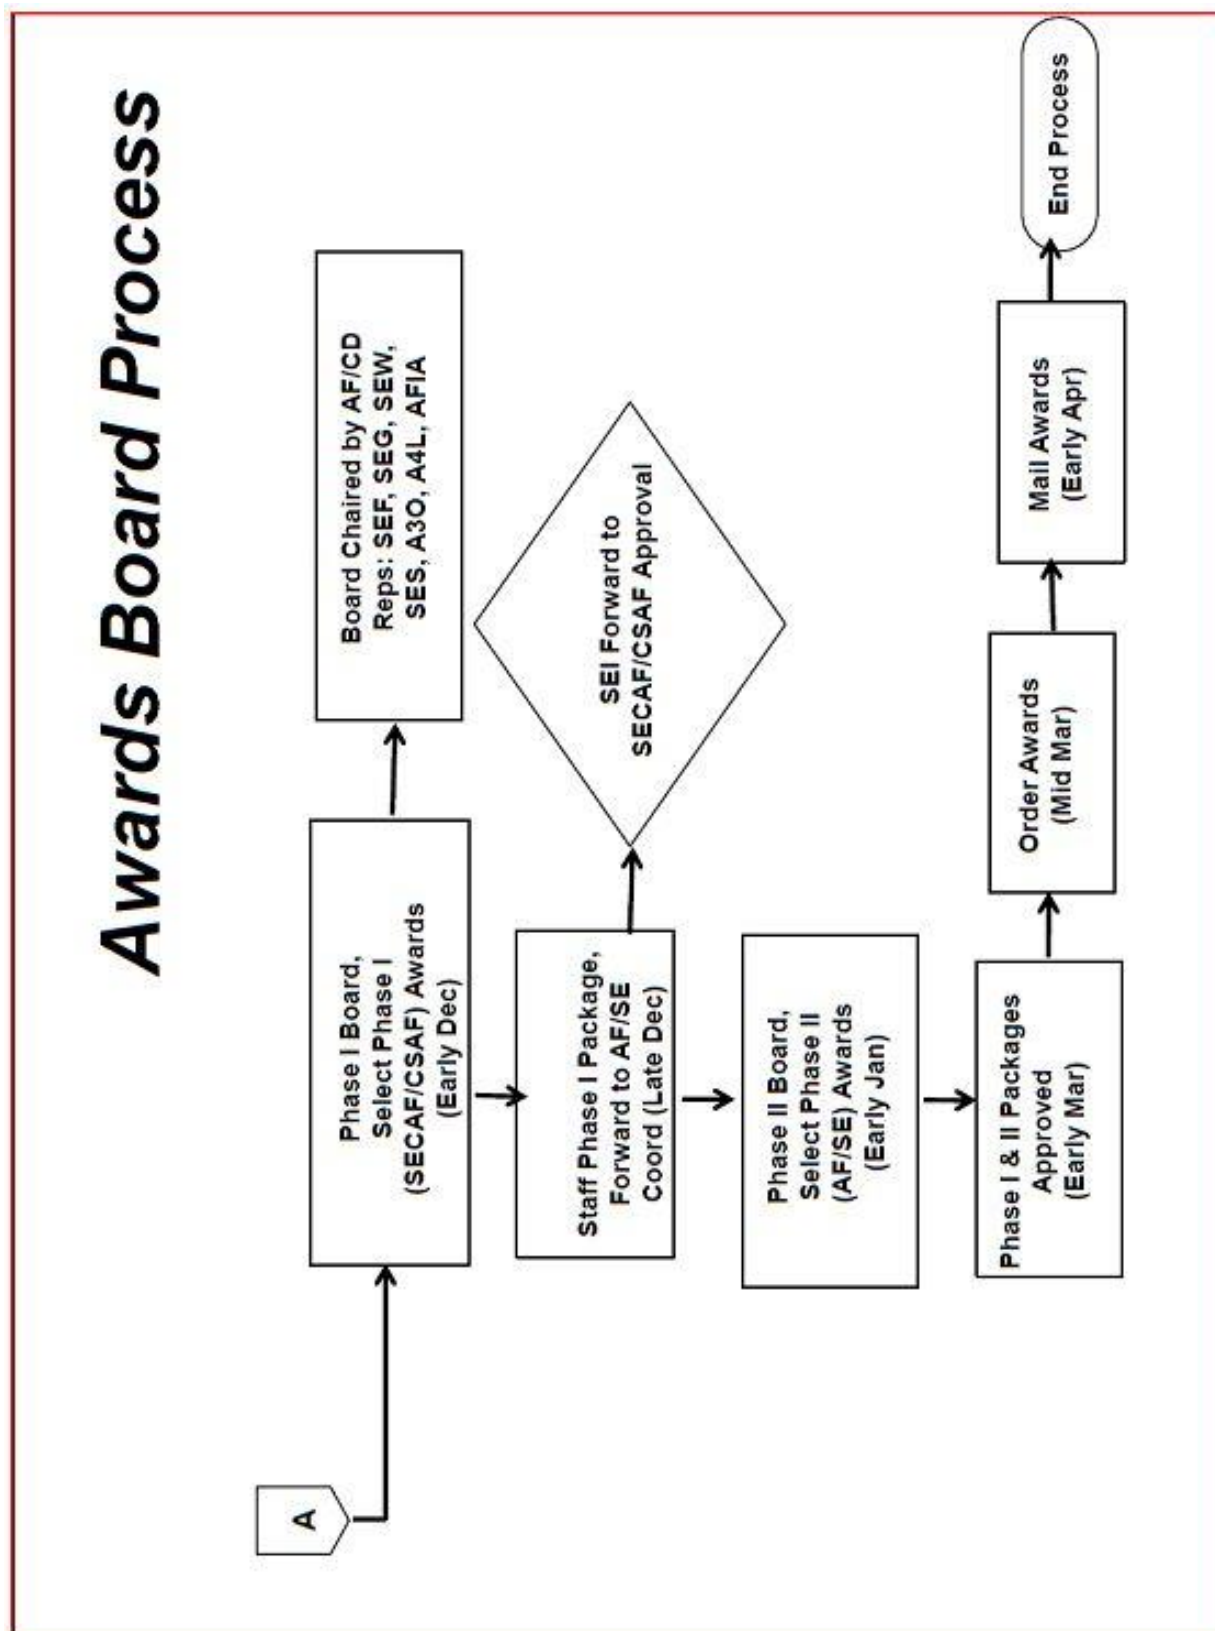 Awards Board Process
A
Phase I Board,
Select Phase I
(SECAF/CSAF) Awards
(Early Dec)
Board Chaired by AF/CD
Reps: SEF, SEG, SEW,
SES, A3O, A4L, AFIA
Staff Phase I Package,
Forward to AF/SE
Coord (Late Dec)
SEI Forward to
SECAF/CSAF Approval
Phase II Board,
Select Phase II
(AF/SE) Awards
(Early Jan)
Phase I & II Packages
Approved
(Early Mar)
Order Awards
(Mid Mar)
Mail Awards
(Early Apr)
End Process